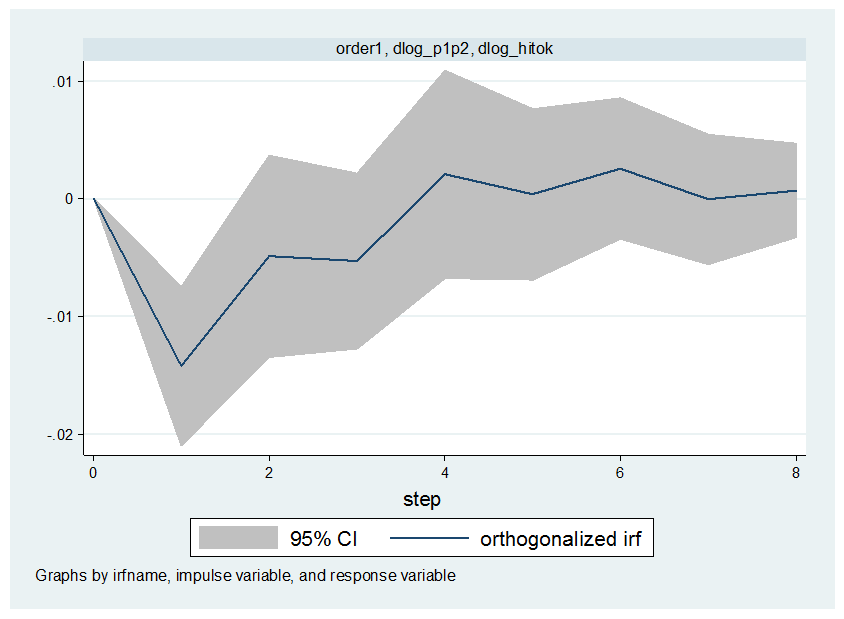 order1, dlog_p1p2, dlog_hitok
.01
0
-.01
-.02
0 2 4 6 8
step
95% CI orthogonalized irf
Graphs by irfname, impulse variable, and response variable